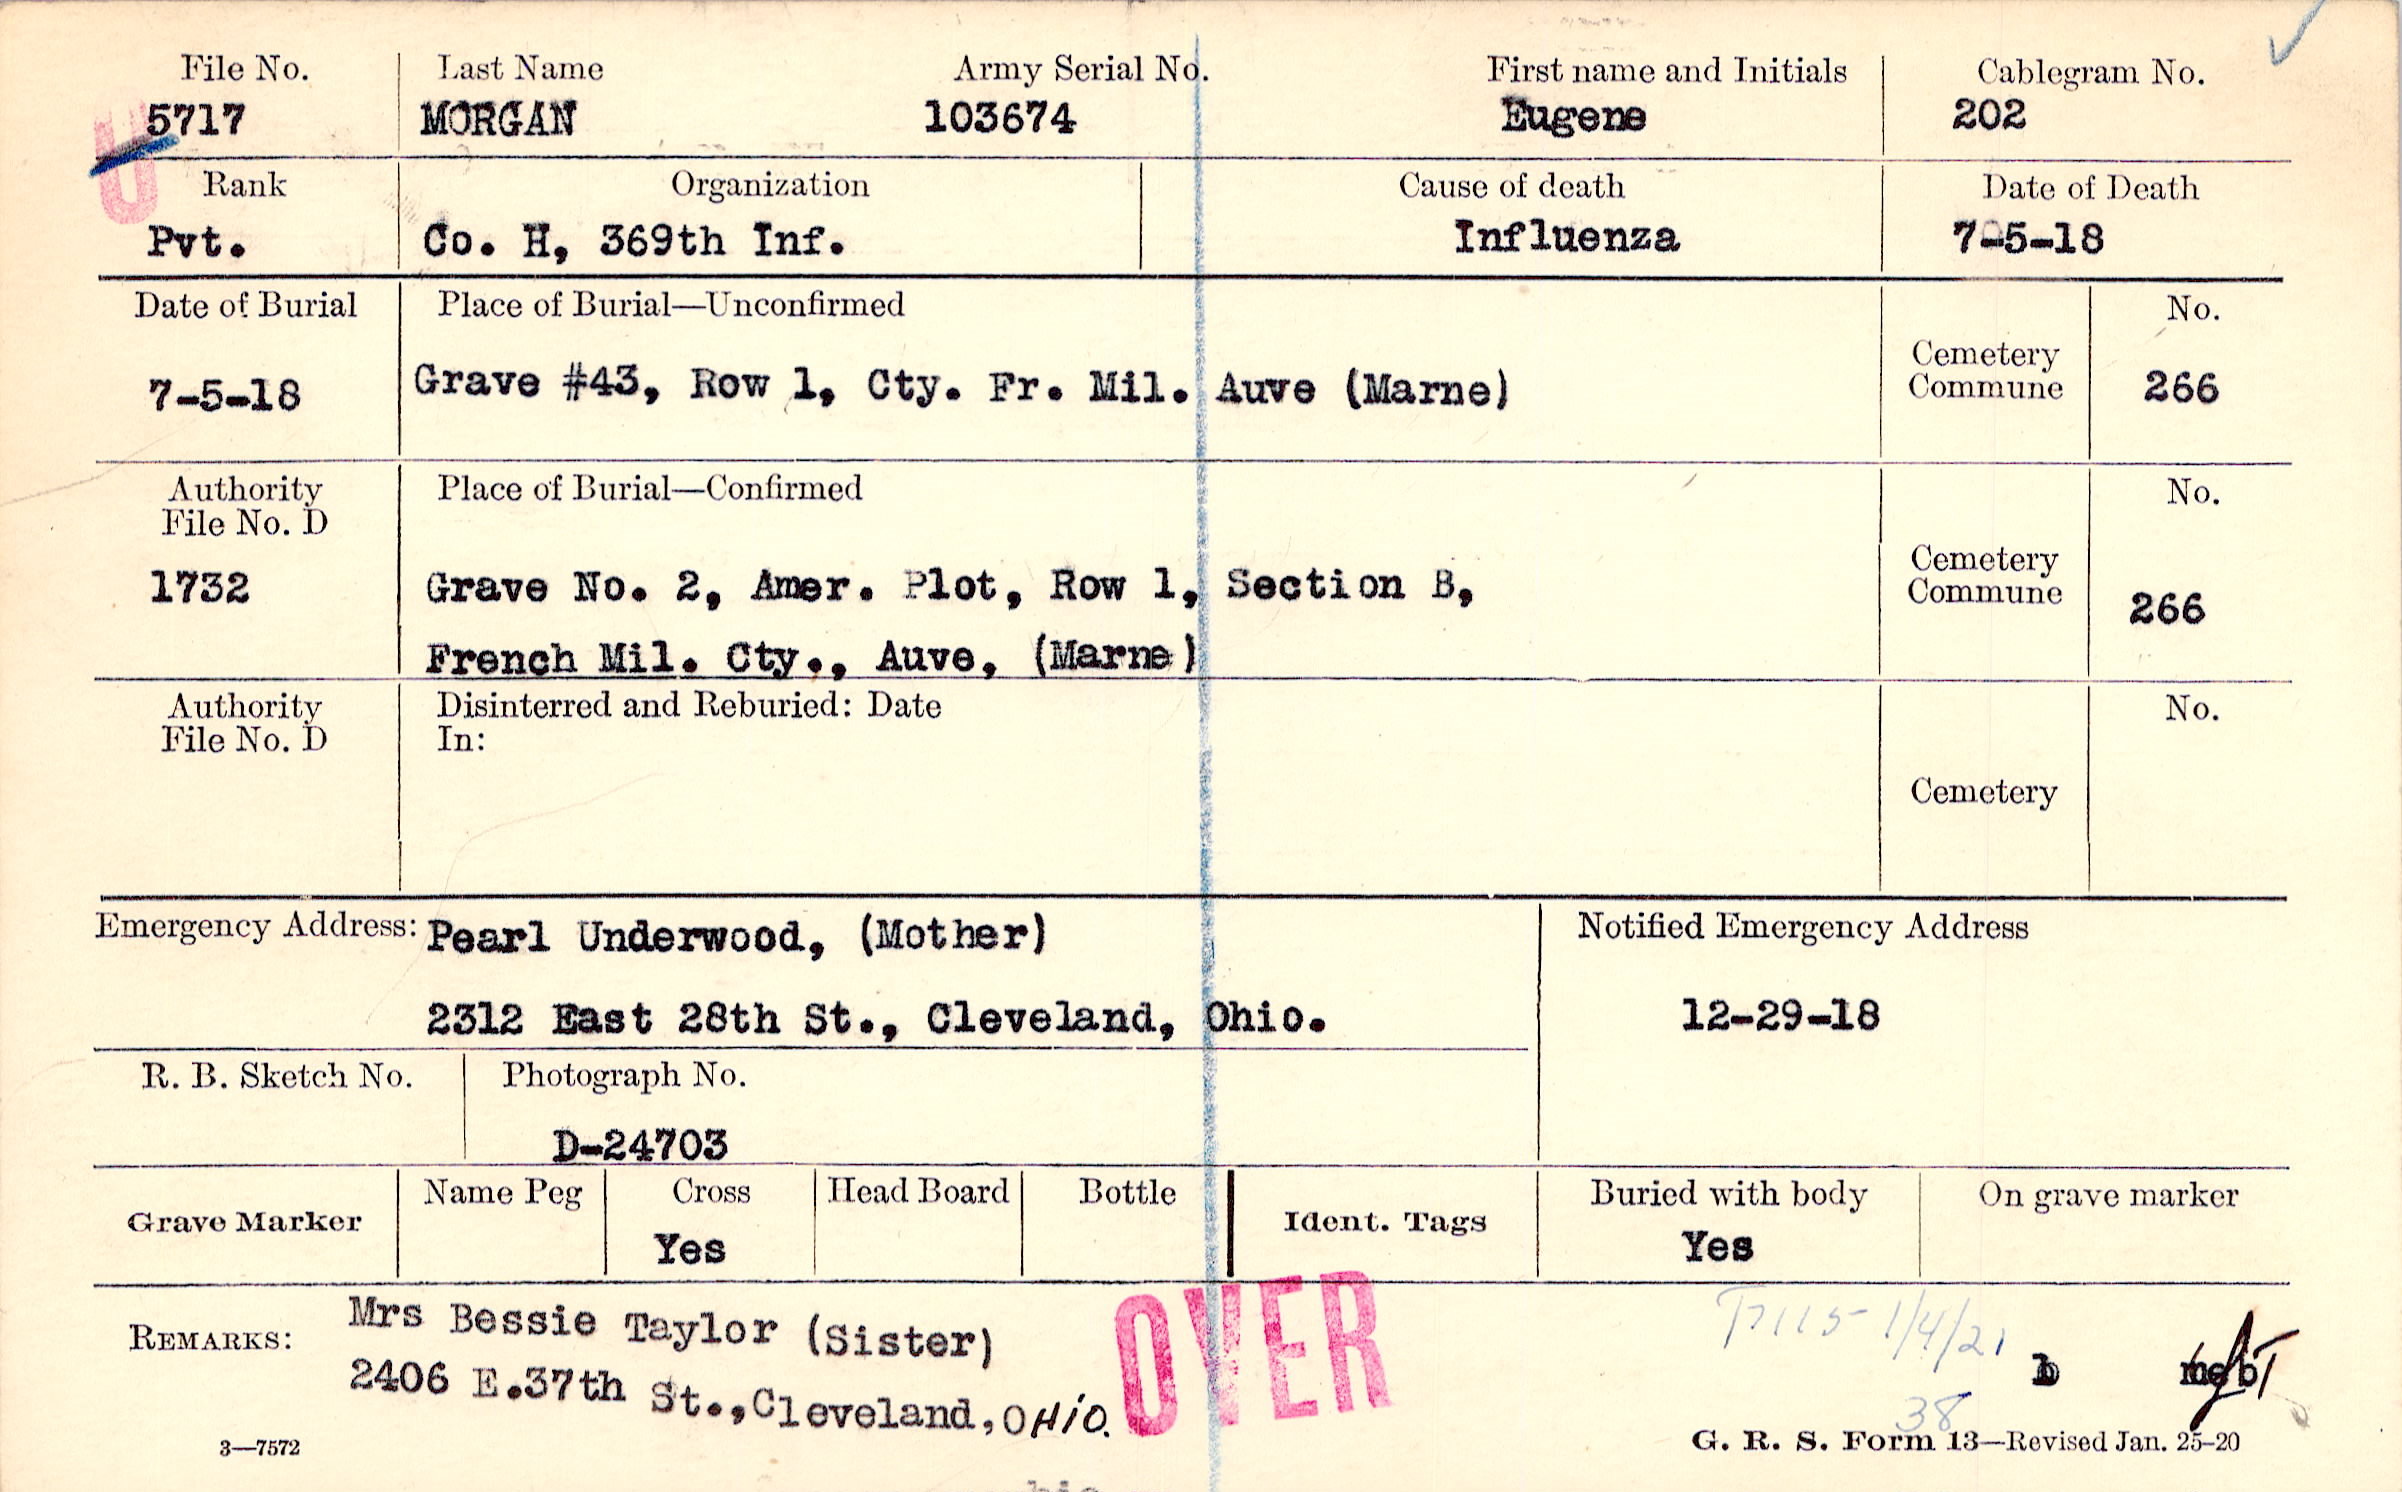 File No. Last Name Army Serial No. First name and Initials Cablegram No.
5717 MORGAN 103674 Eugene 202
Rank Organization Cause of death Date of Death
Pvt. Co. H, 369th Inf. Influenza 7-5-18
Date of Burial Place of Burial—Unconfirmed No.
7-5-18 Grave #43, Row 1, Cty. Fr. Mil. Auve (Marne) Cemetery Commune 266
Authority File No. D Place of Burial—Confirmed No.
1732 Grave No. 2, Amer. Plot, Row 1, Section B, Cemetery Commune 266
French Mil. Cty., Auve, (Marne)
Authority File No. D Disinterred and Reburied: Date No.
In:
Cemetery
Emergency Address: Pearl Underwood, (Mother) Notified Emergency Address
2312 East 28th St., Cleveland, Ohio. 12-29-18
R. B. Sketch No. Photograph No.
D-24703
Grave Marker Name Peg Cross Head Board Bottle Ident. Tags Buried with body On grave marker
Yes Yes
REMARKS: Mrs Bessie Taylor (Sister)
2406 E.37th St.,Cleveland,OHiO.
OVER
1/4/21
38
3—7572 G. R. S. Form 13—Revised Jan. 25-20